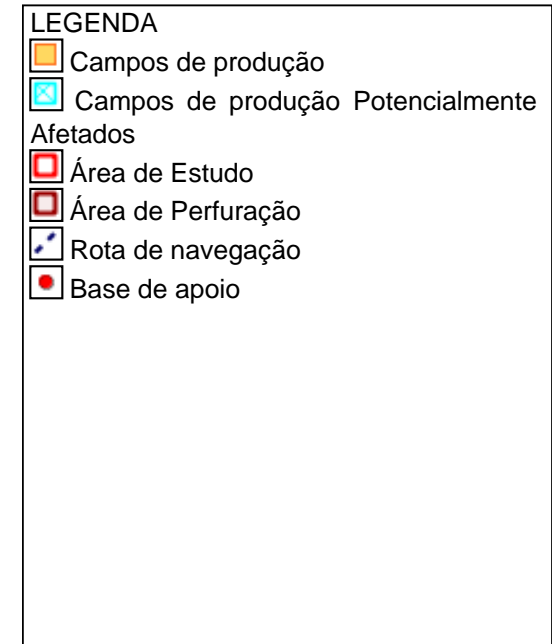 LEGENDA
Campos de produção
Campos de produção Potencialmente
Afetados
Área de Estudo
Área de Perfuração
Rota de navegação
Base de apoio